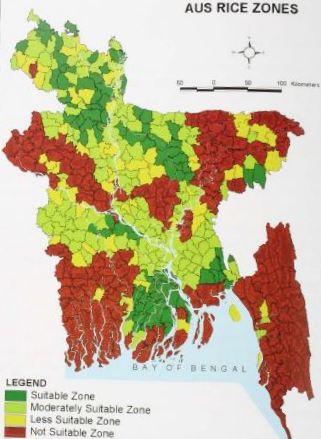 AUS RICE ZONES
50 0 50 100 Kilometers
BAY OF BENGAL
LEGEND
Suitable Zone
Moderately Suitable Zone
Less Suitable Zone
Not Suitable Zone